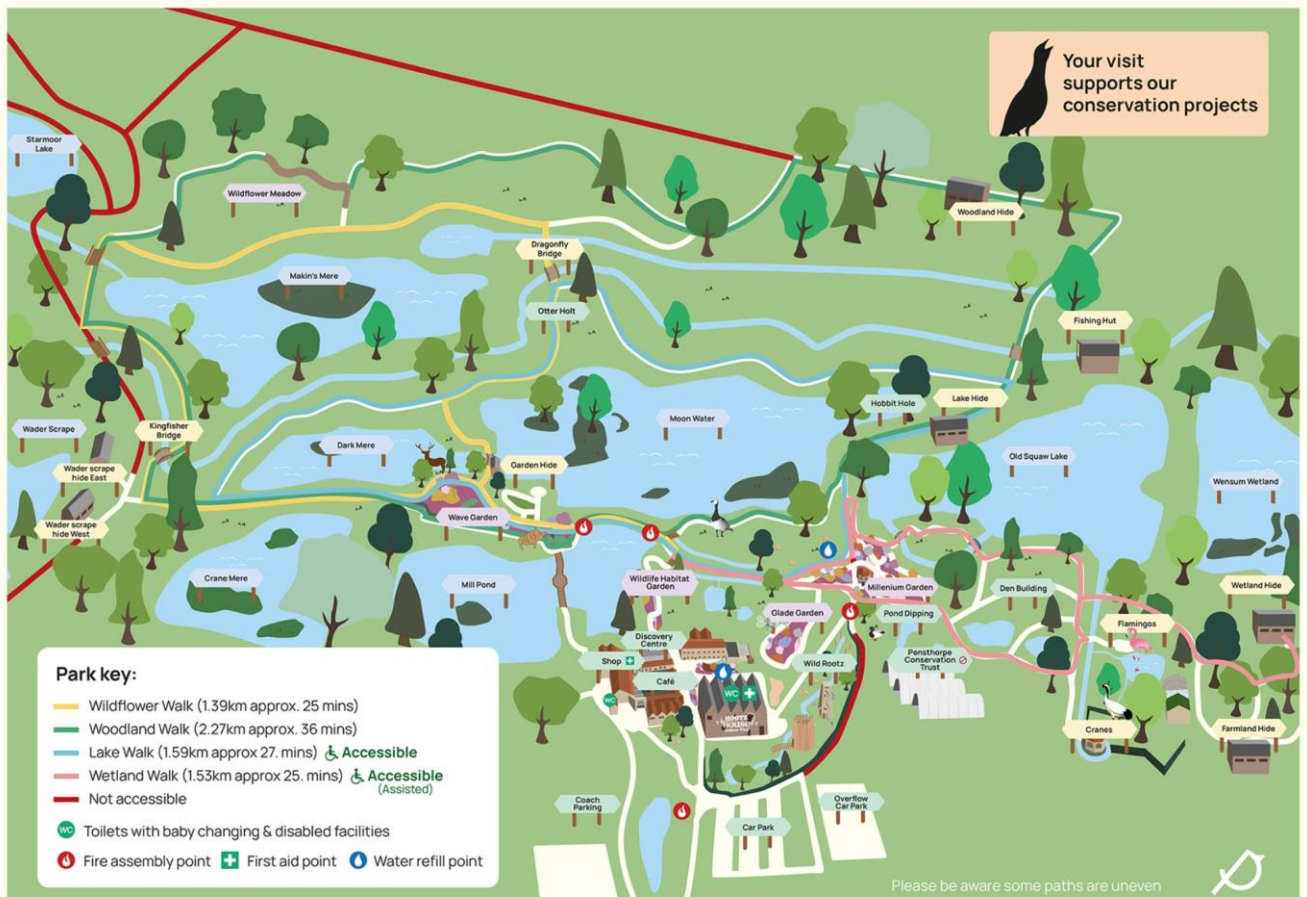 Your visit
supports our
conservation projects
Starmoor
Lake
Wildflower Meadow
Woodland Hide
Dragonfly
Bridge
Makin's Mere
Otter Holt
Fishing Hut
Hobbit Hole
Lake Hide
Moon Water
Wader Scrape
Kingfisher
Bridge
Dark Mere
Old Squaw Lake
Wader scrape
hide East
Garden Hide
Wensum Wetland
Wader scrape
hide West
Wave Garden
Crane Mere
Mill Pond
Wildlife Habitat
Garden
Millenium Garden
Den Building
Wetland Hide
Glade Garden
Pond Dipping
Flamingos
Discovery
Centre
Shop
Café
Wild Rootz
Pensthorpe
Conservation
Trust
WC
WC
HOOTZ
HOUSE
Cranes
Farmland Hide
Coach
Parking
Car Park
Overflow
Car Park
Park key:
Wildflower Walk (1.39km approx. 25 mins)
Woodland Walk (2.27km approx. 36 mins)
Lake Walk (1.59km approx 27. mins) Accessible
Wetland Walk (1.53km approx 25. mins) Accessible
(Assisted)
Not accessible
WC Toilets with baby changing & disabled facilities
Fire assembly point First aid point Water refill point
Please be aware some paths are uneven